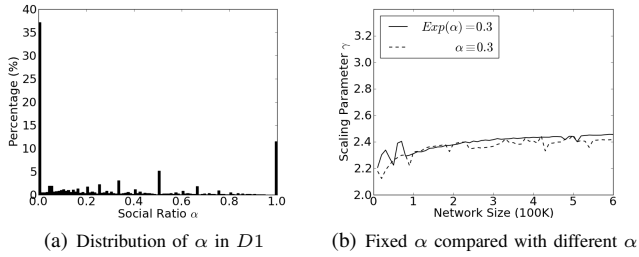 40
35
30
25
20
15
10
5
0
0.0 0.2 0.4 0.6 0.8 1.0
Percentage (%)
Social Ratio α
(a) Distribution of α in D1
3.4
3.2
3.0
2.8
2.6
2.4
2.2
2.0
0 1 2 3 4 5 6
Scaling Parameter γ
Network Size (100K)
Exp(α)=0.3
α≡0.3
(b) Fixed α compared with different α